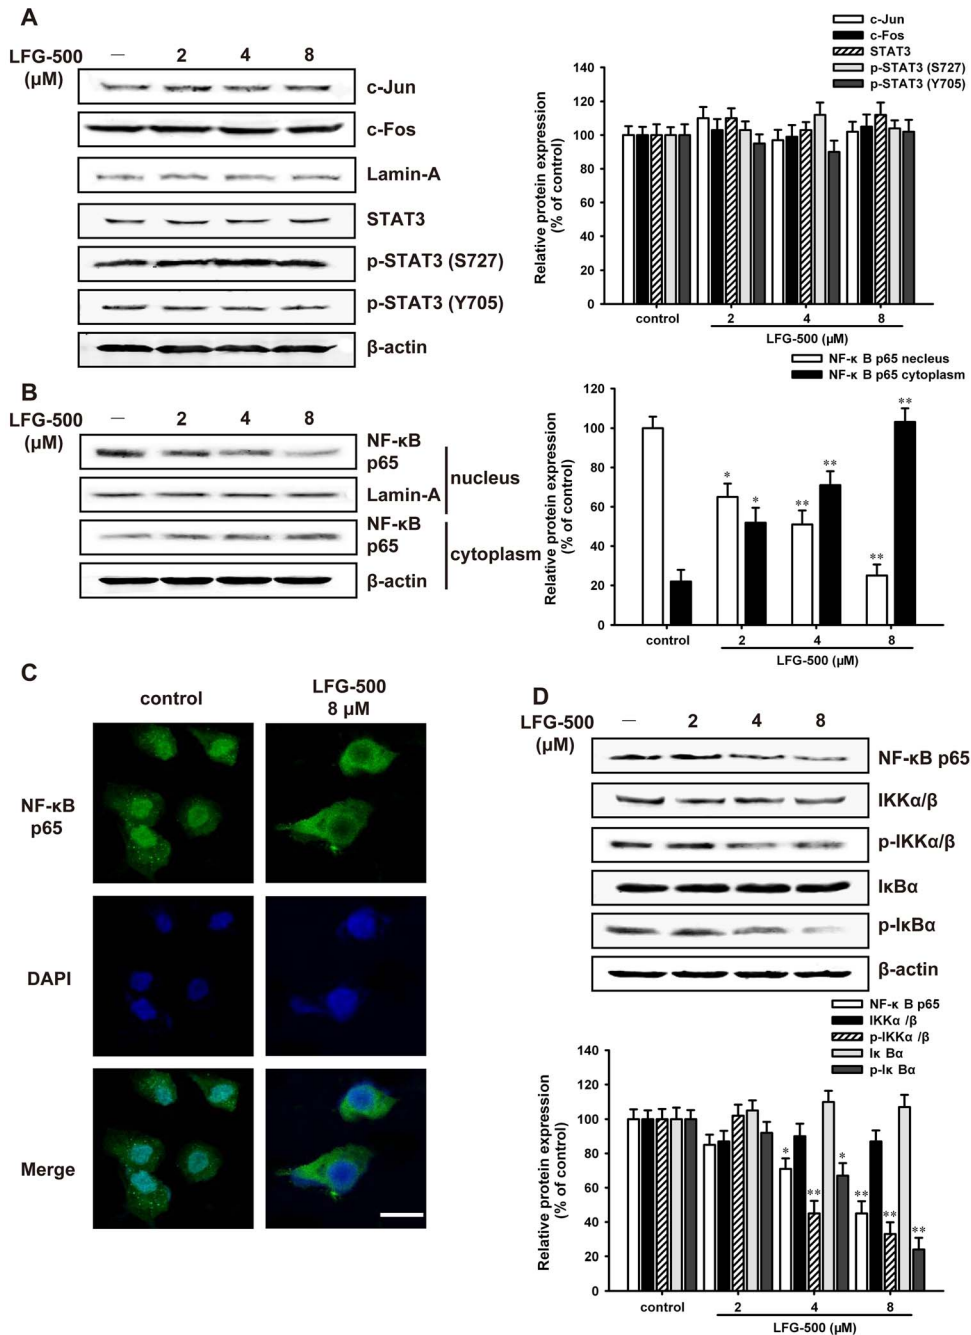 A
LFG-500
(μM)
— 2 4 8
c-Jun
c-Fos
Lamin-A
STAT3
p-STAT3 (S727)
p-STAT3 (Y705)
β-actin
c-Jun
c-Fos
STAT3
p-STAT3 (S727)
p-STAT3 (Y705)
Relative protein expression
(% of control)
140
120
100
80
60
40
20
0
control 2 4 8
LFG-500 (μM)
B
LFG-500
(μM)
— 2 4 8
NF-κB
p65
Lamin-A
nucleus
NF-κB
p65
β-actin
cytoplasm
NF-κ B p65 necleus
NF-κ B p65 cytoplasm
Relative protein expression
(% of control)
120
100
80
60
40
20
0
* * ** ** ** **
control 2 4 8
LFG-500 (μM)
C
control
LFG-500
8 μM
NF-κB
p65
DAPI
Merge
D
LFG-500
(μM)
— 2 4 8
NF-κB p65
IKKα/β
p-IKKα/β
IκBα
p-IκBα
β-actin
NF-κ B p65
IKKα /β
p-IKKα /β
Iκ Bα
p-Iκ Bα
Relative protein expression
(% of control)
140
120
100
80
60
40
20
0
* ** * ** ** **
control 2 4 8
LFG-500 (μM)